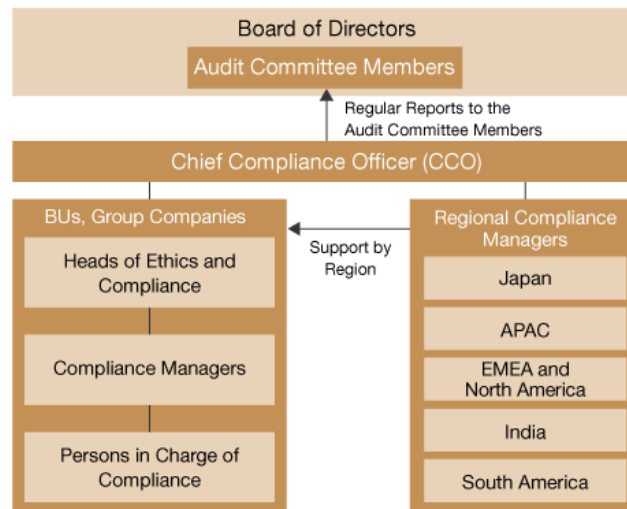 Board of Directors
Audit Committee Members
Regular Reports to the
Audit Committee Members
Chief Compliance Officer (CCO)
BUs, Group Companies
Heads of Ethics and
Compliance
Compliance Managers
Persons in Charge of
Compliance
Support by
Region
Regional Compliance
Managers
Japan
APAC
EMEA and
North America
India
South America